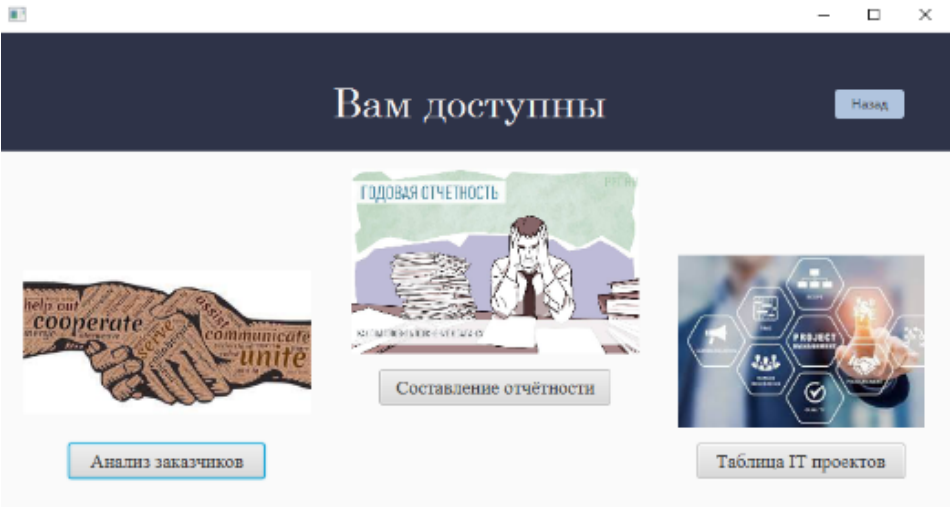 Вам доступны
Назад
ГОДОВАЯ ОТЧЕТНОСТЬ
help out
cooperate
serve
assist
communicate
unite
PROJECT
MANAGEMENT
Составление отчётности
Анализ заказчиков
Таблица IT проектов